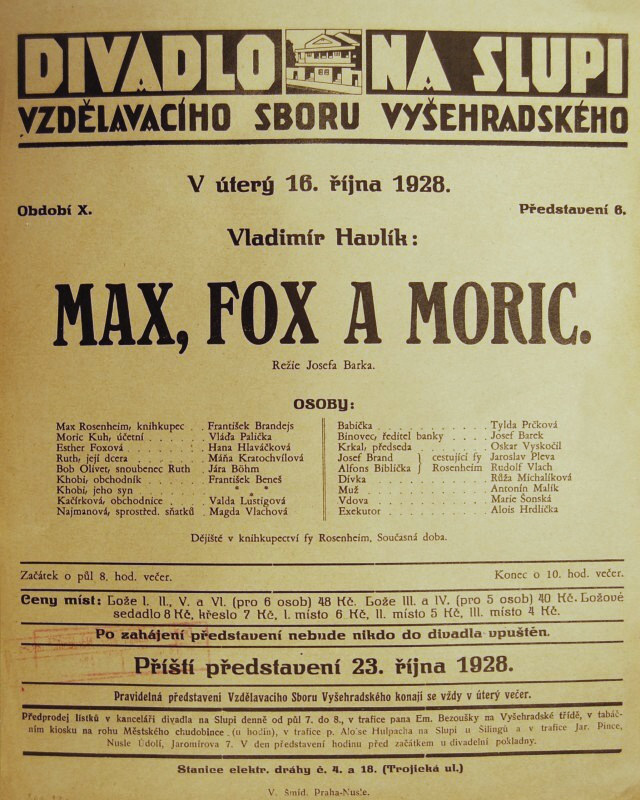 DIVADLO NA SLUPI
VZDĚLAVACÍHO SBORU VYŠEHRADSKÉHO
V úterý 16. října 1928.
Období X.
Představení 6.
Vladimír Havlík:
MAX, FOX A MORIC.
Režie Josefa Barka.
OSOBY:
Max Rosenheim, knihkupec . . František Brandejs
Moric Kuh, účetní . . . . . Vláďa Palička
Esther Foxová . . . . . . Hana Hlaváčková
Ruth, její dcera . . . . . Máňa Kratochvílová
Bob Oliver, snoubenec Ruth . Jára Böhm
Khobi, obchodník . . . . . František Beneš
Khobi, jeho syn . . . . . * * *
Kačírková, obchodnice . . . Valda Lustigová
Najmanová, sprostřed. sňatků . Magda Vlachová
Babička . . . . . . . . Tylda Prčková
Binovec, ředitel banky . . . . Josef Barek
Krkal, předseda . . . . . Oskar Vyskočil
Josef Brand } cestující fy Jaroslav Pleva
Alfons Biblička } Rosenheim Rudolf Vlach
Dívka . . . . . . . . Růža Michalíková
Muž . . . . . . . . Antonín Malík
Vdova . . . . . . . . Marie Šonská
Exekutor . . . . . . . Alois Hrdlička
Dějiště v knihkupectví fy Rosenheim. Současná doba.
Začátek o půl 8. hod. večer.
Konec o 10. hod. večer.
Ceny míst: Lože I. II., V. a VI. (pro 6 osob) 48 Kč. Lože III. a IV. (pro 5 osob) 40 Kč. Ložové
sedadlo 8 Kč, křeslo 7 Kč, I. místo 6 Kč, II. místo 5 Kč, III. místo 4 Kč.
Po zahájení představení nebude nikdo do divadla vpuštěn.
Příští představení 23. října 1928.
Pravidelná představení Vzdělavacího Sboru Vyšehradského konají se vždy v úterý večer.
Předprodej lístků v kanceláři divadla na Slupi denně od půl 7. do 8., v trafice pana Em. Bezoušky na Vyšehradské třídě, v tabáč-
ním kiosku na rohu Městského chudobince (u hodin), v trafice p. Aloise Hulpacha na Slupi u Šilingů a v trafice Jar. Pince,
Nusle Údolí, Jaromírova 7. V den představení hodinu před začátkem u divadelní pokladny.
Stanice elektr. dráhy č. 4 a 18. (Trojická ul.)
V. Šmíd, Praha-Nusle.